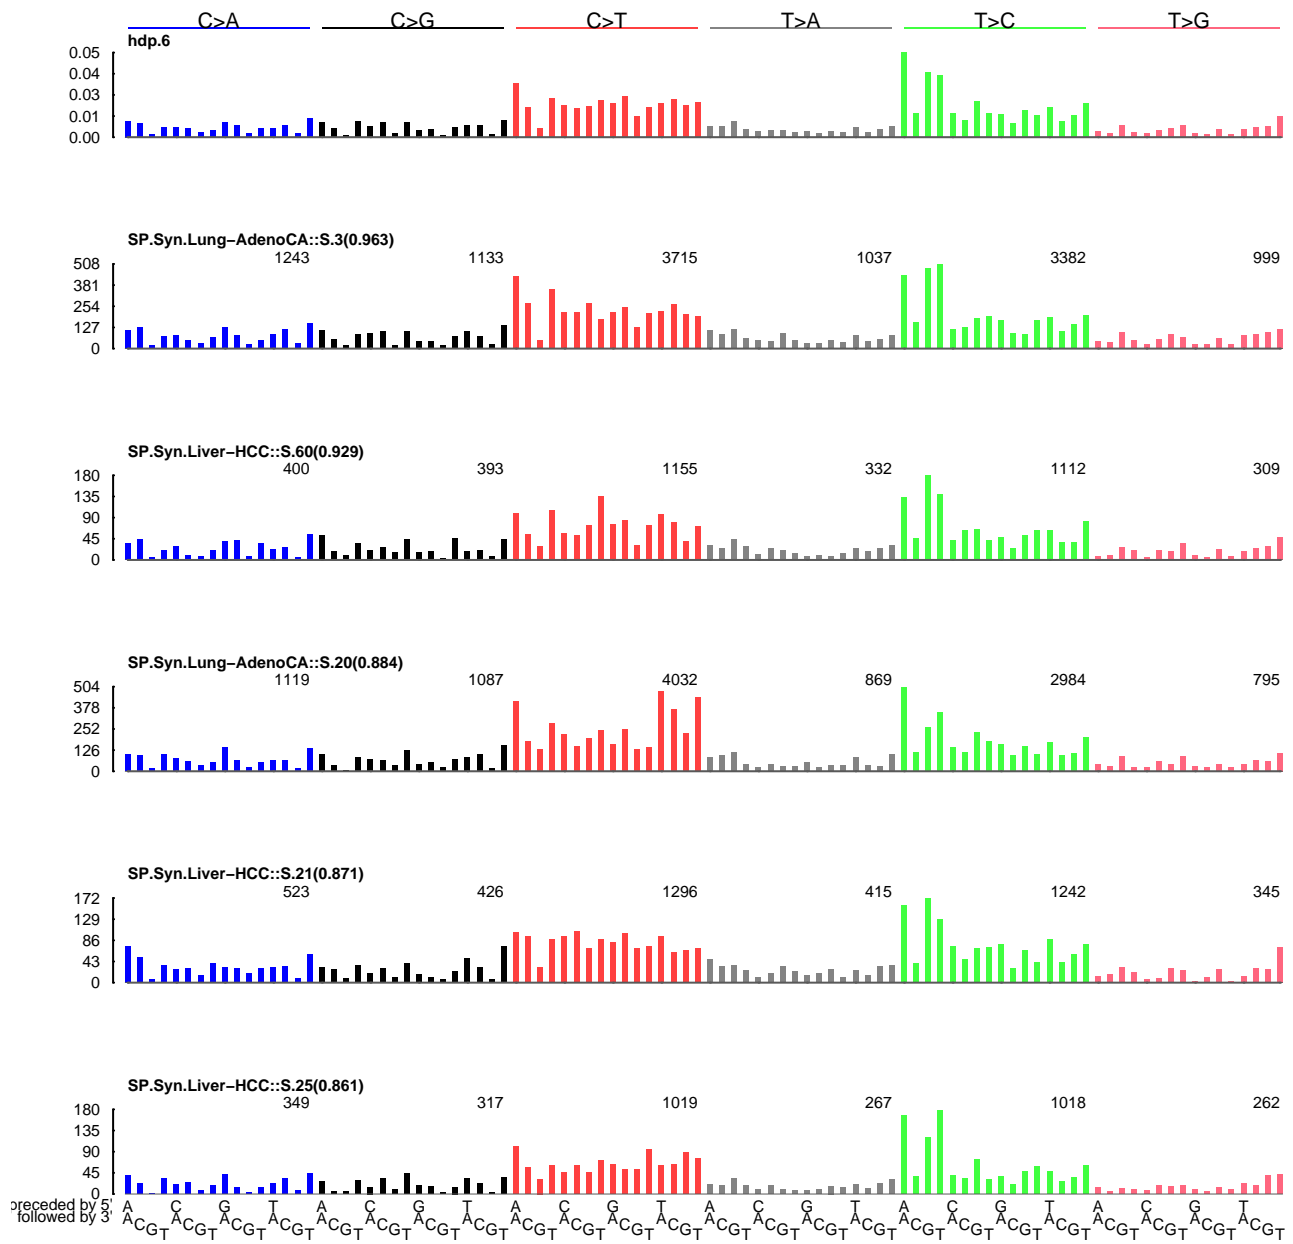 C>A C>G C>T T>A T>C T>G
hdp.6
0.05
0.04
0.03
0.01
0.00
SP.Syn.Lung−AdenoCA::S.3(0.963)
1243 1133 3715 1037 3382 999
508
381
254
127
0
SP.Syn.Liver−HCC::S.60(0.929)
400 393 1155 332 1112 309
180
135
90
45
0
SP.Syn.Lung−AdenoCA::S.20(0.884)
1119 1087 4032 869 2984 795
504
378
252
126
0
SP.Syn.Liver−HCC::S.21(0.871)
523 426 1296 415 1242 345
172
129
86
43
0
SP.Syn.Liver−HCC::S.25(0.861)
349 317 1019 267 1018 262
180
135
90
45
0
preceded by 5' A C G T A C G T A C G T A C G T A C G T A C G T
followed by 3' A C G T A C G T A C G T A C G T A C G T A C G T A C G T A C G T A C G T A C G T A C G T A C G T A C G T A C G T A C G T A C G T A C G T A C G T A C G T A C G T A C G T A C G T A C G T A C G T